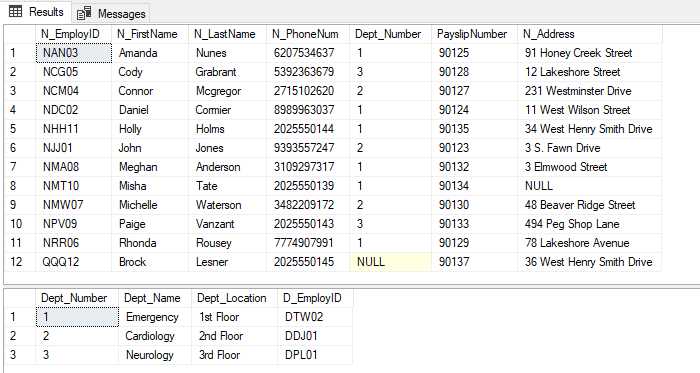 Results Messages
N_EmployID N_FirstName N_LastName N_PhoneNum Dept_Number PayslipNumber N_Address
1 NAN03 Amanda Nunes 6207534637 1 90125 91 Honey Creek Street
2 NCG05 Cody Grabrant 5392363679 3 90128 12 Lakeshore Street
3 NCM04 Connor Mcgregor 2715102620 2 90127 231 Westminster Drive
4 NDC02 Daniel Cormier 8989963037 1 90124 11 West Wilson Street
5 NHH11 Holly Holms 2025550144 1 90135 34 West Henry Smith Drive
6 NJJ01 John Jones 9393557247 2 90123 3 S. Fawn Drive
7 NMA08 Meghan Anderson 3109297317 1 90132 3 Elmwood Street
8 NMT10 Misha Tate 2025550139 1 90134 NULL
9 NMW07 Michelle Waterson 3482209172 2 90130 48 Beaver Ridge Street
10 NPV09 Paige Vanzant 2025550143 3 90133 494 Peg Shop Lane
11 NRR06 Rhonda Rousey 7774907991 1 90129 78 Lakeshore Avenue
12 QQQ12 Brock Lesner 2025550145 NULL 90137 36 West Henry Smith Drive
Dept_Number Dept_Name Dept_Location D_EmployID
1 1 Emergency 1st Floor DTW02
2 2 Cardiology 2nd Floor DDJ01
3 3 Neurology 3rd Floor DPL01